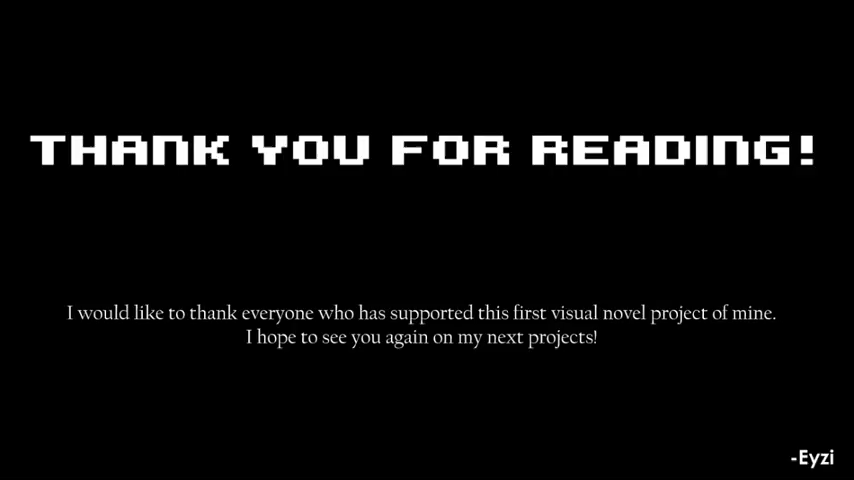 THANK YOU FOR READING!
I would like to thank everyone who has supported this first visual novel project of mine.
I hope to see you again on my next projects!
-Eyzi